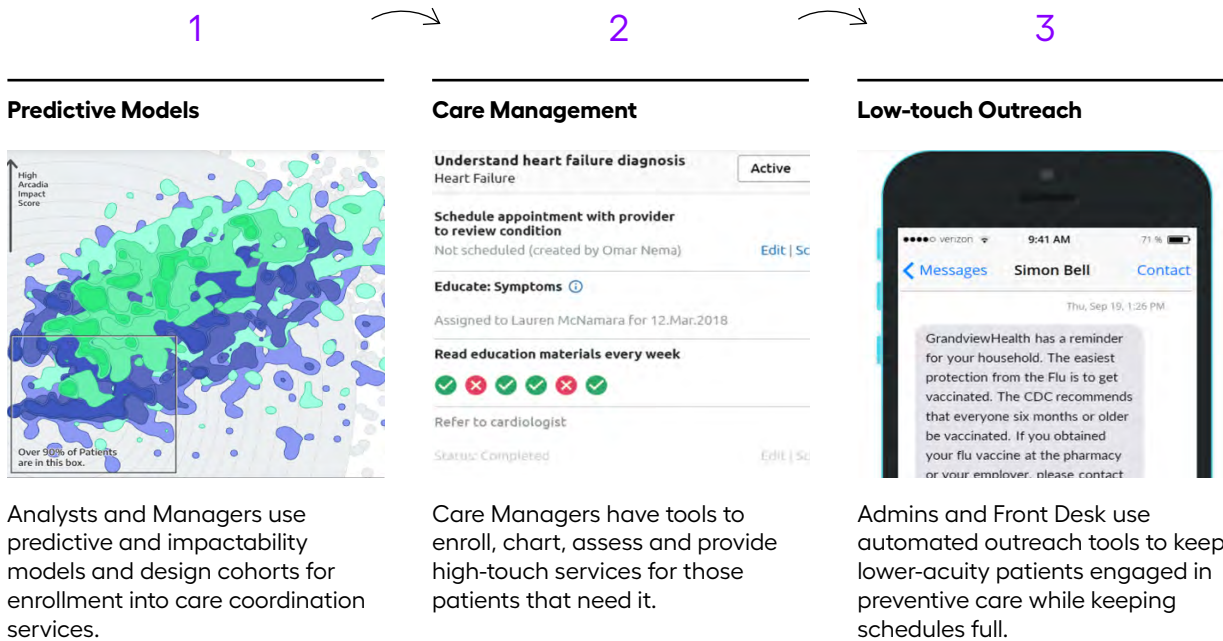 1
2
3
Predictive Models
High
Arcadia
Impact
Score
Over 90% of Patients
are in this box.
Analysts and Managers use
predictive and impactability
models and design cohorts for
enrollment into care coordination
services.
Care Management
Understand heart failure diagnosis
Heart Failure
Active
Schedule appointment with provider
to review condition
Not scheduled (created by Omar Nema)
Edit | Sc
Educate: Symptoms
Assigned to Lauren McNamara for 12.Mar.2018
Read education materials every week
Refer to cardiologist
Status: Completed
Edit | Sc
Care Managers have tools to
enroll, chart, assess and provide
high-touch services for those
patients that need it.
Low-touch Outreach
verizon
9:41 AM
71 %
Messages
Simon Bell
Contact
Thu, Sep 19, 1:26 PM
GrandviewHealth has a reminder
for your household. The easiest
protection from the Flu is to get
vaccinated. The CDC recommends
that everyone six months or older
be vaccinated. If you obtained
your flu vaccine at the pharmacy
or your employer, please contact
Admins and Front Desk use
automated outreach tools to keep
lower-acuity patients engaged in
preventive care while keeping
schedules full.